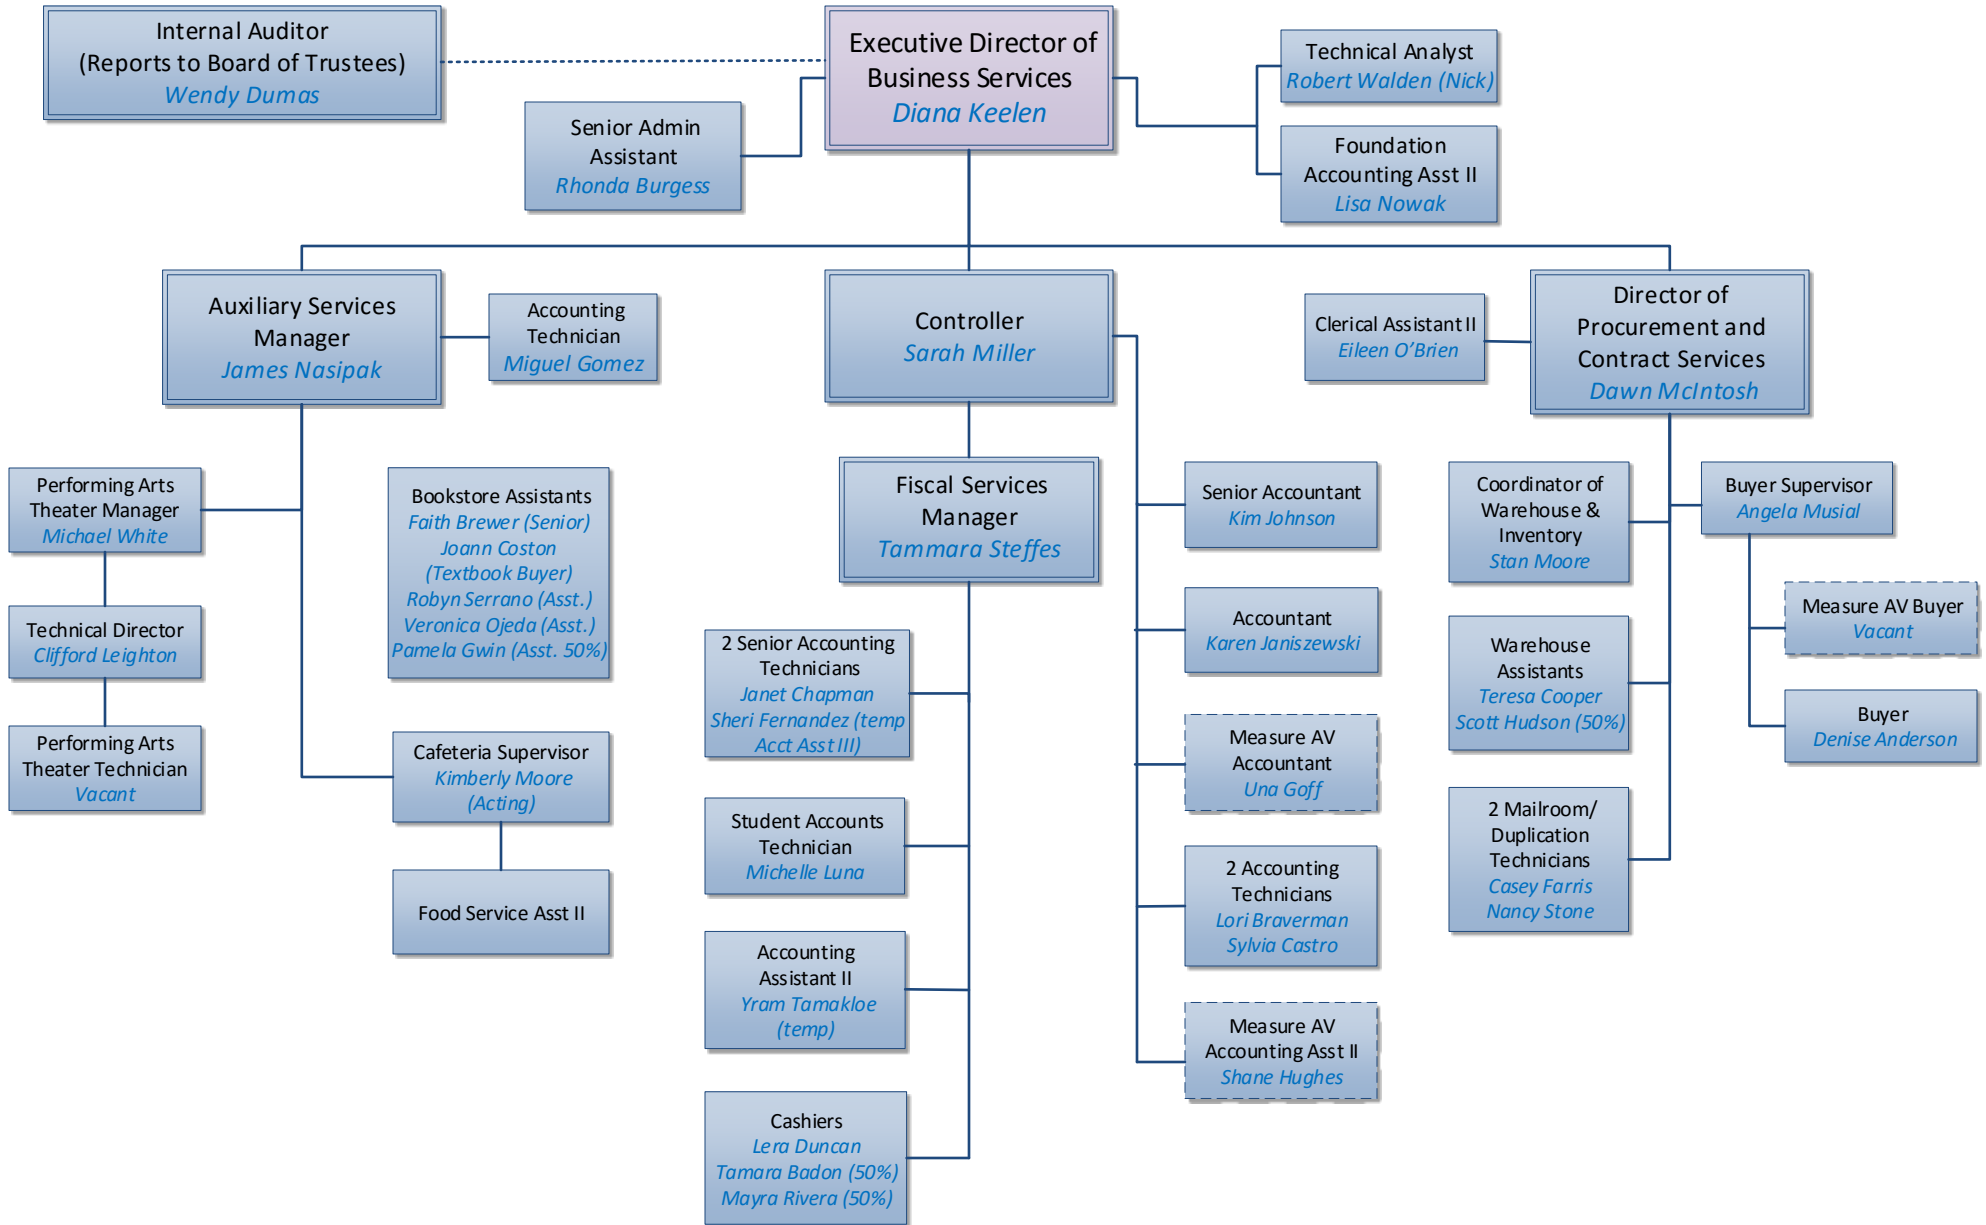 Internal Auditor
(Reports to Board of Trustees)
Wendy Dumas
Executive Director of
Business Services
Diana Keelen
Technical Analyst
Robert Walden (Nick)
Senior Admin
Assistant
Rhonda Burgess
Foundation
Accounting Asst II
Lisa Nowak
Auxiliary Services
Manager
James Nasipak
Accounting
Technician
Miguel Gomez
Controller
Sarah Miller
Clerical Assistant II
Eileen O’Brien
Director of
Procurement and
Contract Services
Dawn McIntosh
Performing Arts
Theater Manager
Michael White
Technical Director
Clifford Leighton
Performing Arts
Theater Technician
Vacant
Bookstore Assistants
Faith Brewer (Senior)
Joann Coston
(Textbook Buyer)
Robyn Serrano (Asst.)
Veronica Ojeda (Asst.)
Pamela Gwin (Asst. 50%)
Cafeteria Supervisor
Kimberly Moore
(Acting)
Food Service Asst II
Fiscal Services
Manager
Tammara Steffes
2 Senior Accounting
Technicians
Janet Chapman
Sheri Fernandez (temp
Acct Asst III)
Student Accounts
Technician
Michelle Luna
Accounting
Assistant II
Yram Tamakloe
(temp)
Cashiers
Lera Duncan
Tamara Badon (50%)
Mayra Rivera (50%)
Senior Accountant
Kim Johnson
Accountant
Karen Janiszewski
Measure AV
Accountant
Una Goff
2 Accounting
Technicians
Lori Braverman
Sylvia Castro
Measure AV
Accounting Asst II
Shane Hughes
Coordinator of
Warehouse &
Inventory
Stan Moore
Warehouse
Assistants
Teresa Cooper
Scott Hudson (50%)
2 Mailroom/
Duplication
Technicians
Casey Farris
Nancy Stone
Buyer Supervisor
Angela Musial
Measure AV Buyer
Vacant
Buyer
Denise Anderson